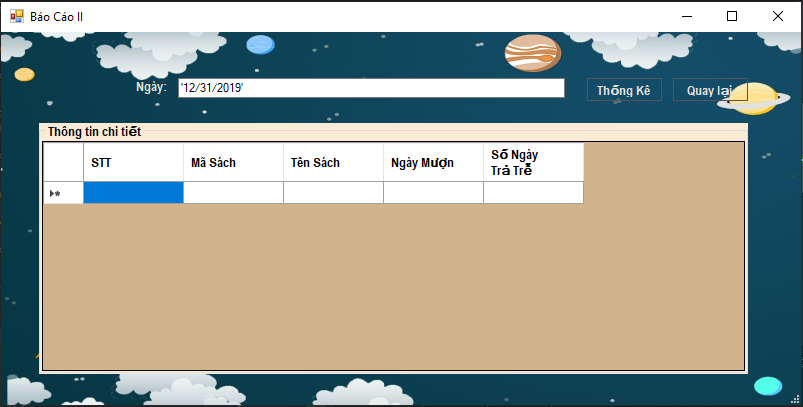 Báo Cáo II
Ngày: '12/31/2019' Thống Kê Quay lại
Thông tin chi tiết
STT Mã Sách Tên Sách Ngày Mượn Số Ngày
Trả Trễ